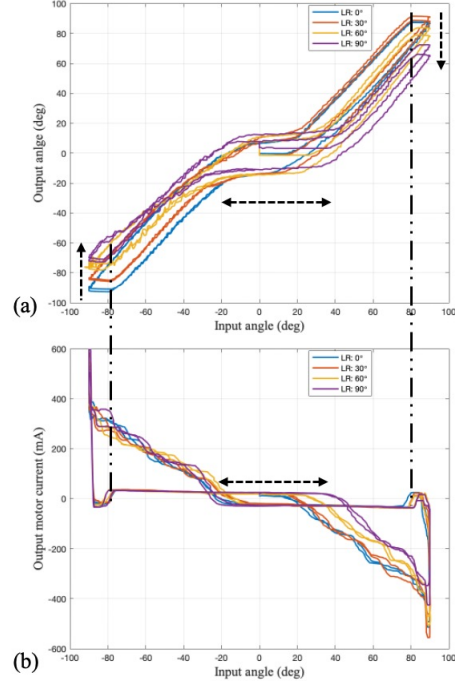 100
80
60
40
20
0
-20
-40
-60
-80
-100
Output anlge (deg)
LR: 0°
LR: 30°
LR: 60°
LR: 90°
-100 -80 -60 -40 -20 0 20 40 60 80 100
Input angle (deg)
(a)
600
400
200
0
-200
-400
-600
Output motor current (mA)
LR: 0°
LR: 30°
LR: 60°
LR: 90°
-100 -80 -60 -40 -20 0 20 40 60 80 100
Input angle (deg)
(b)